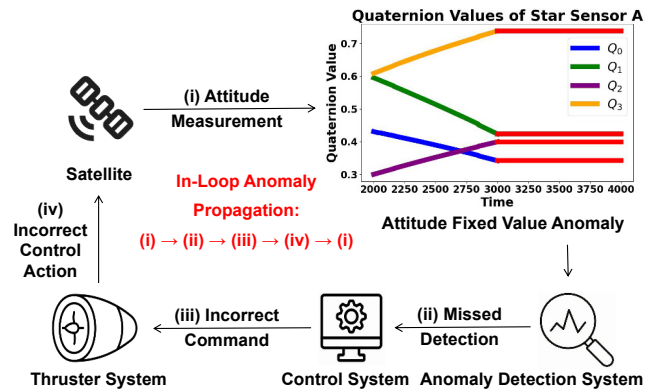 Quaternion Values of Star Sensor A
Quaternion Value
0.7
0.6
0.5
0.4
0.3
Q0
Q1
Q2
Q3
2000 2250 2500 2750 3000 3250 3500 3750 4000
Time
Attitude Fixed Value Anomaly
(i) Attitude
Measurement
Satellite
In-Loop Anomaly
Propagation:
(i) → (ii) → (iii) → (iv) → (i)
(iv)
Incorrect
Control
Action
(iii) Incorrect
Command
(ii) Missed
Detection
Thruster System
Control System
Anomaly Detection System